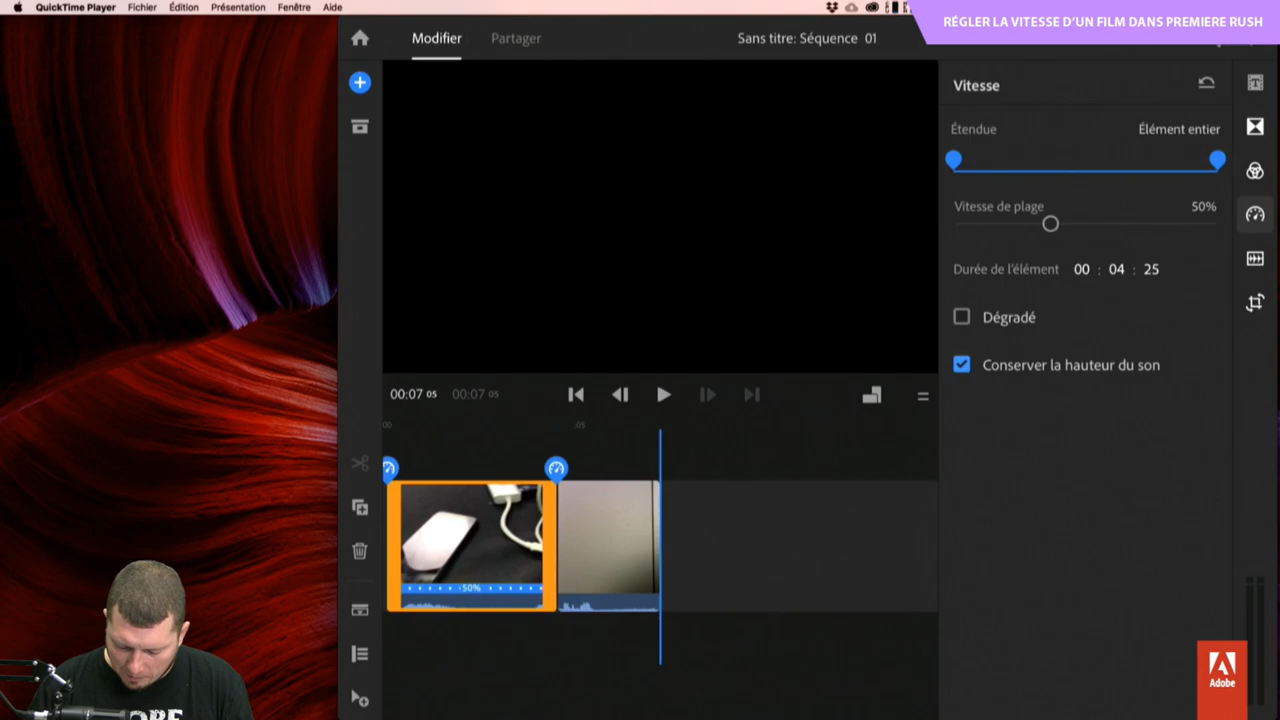 QuickTime Player Fichier Édition Présentation Fenêtre Aide
RÉGLER LA VITESSE D'UN FILM DANS PREMIERE RUSH
Modifier Partager Sans titre: Séquence 01
Vitesse
Étendue Élément entier
Vitesse de plage 50%
Durée de l'élément 00 : 04 : 25
Dégradé
Conserver la hauteur du son
00:07 05 00:07 05
00 :05
50%
Adobe